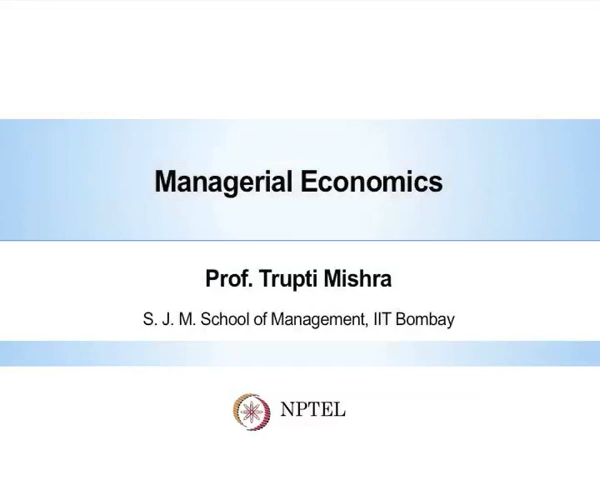 Managerial Economics
Prof. Trupti Mishra
S. J. M. School of Management, IIT Bombay
NPTEL